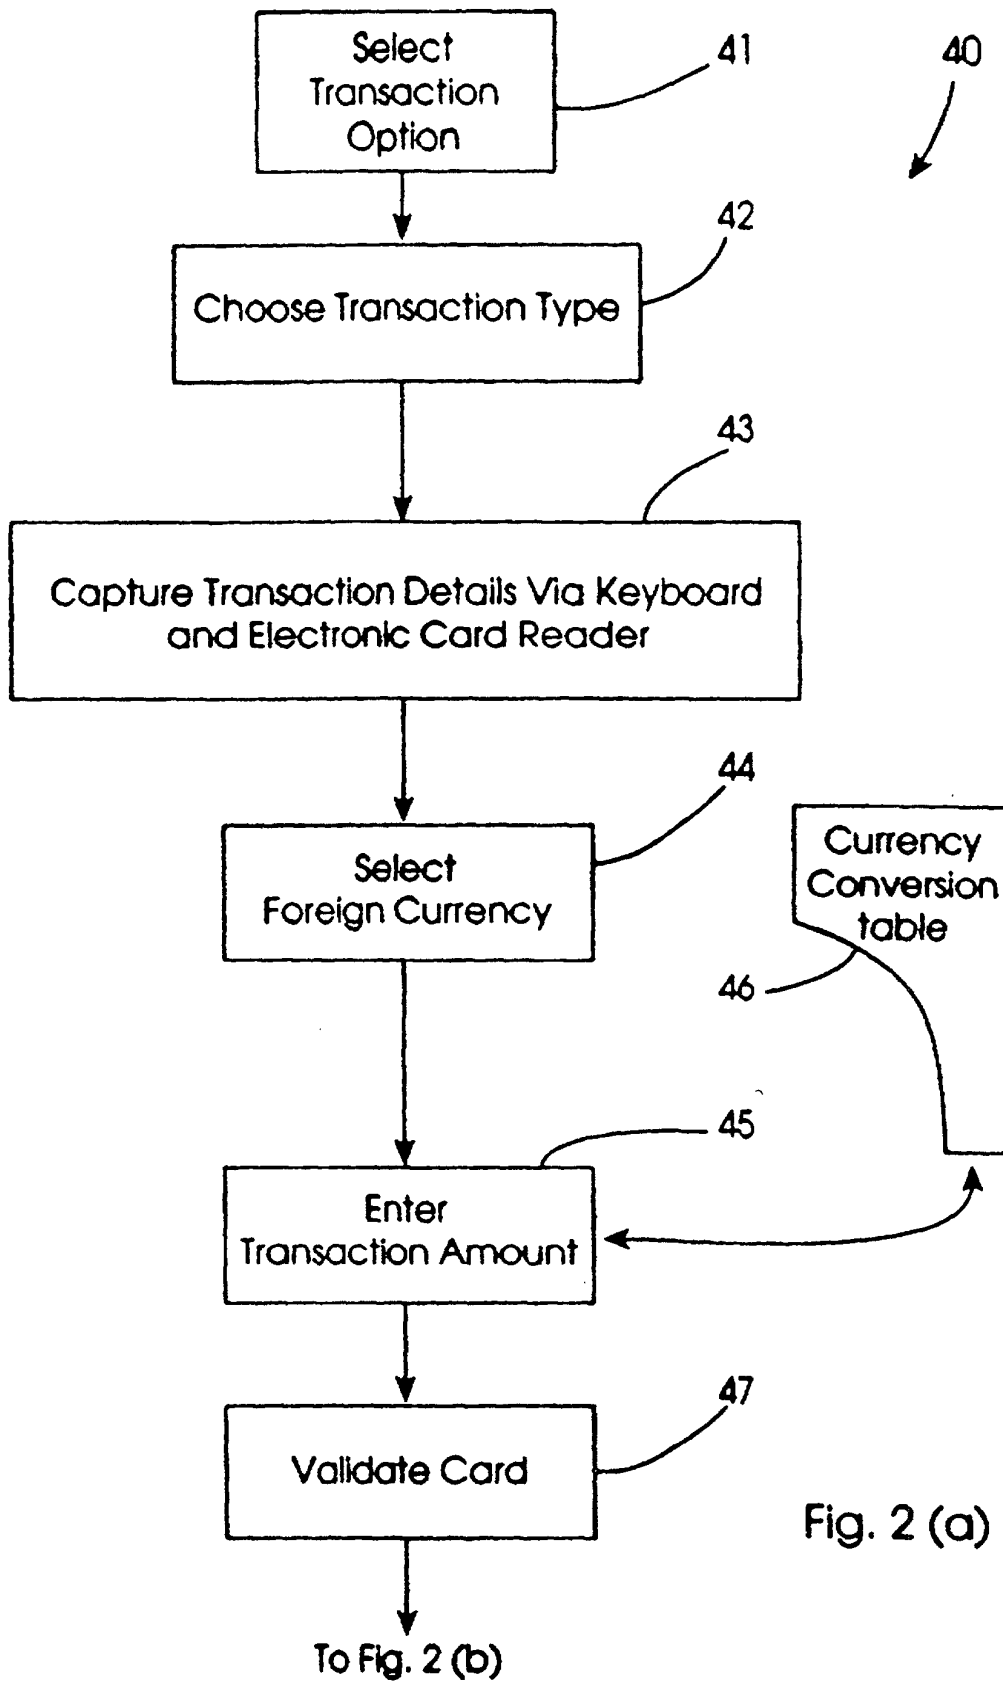 Select
Transaction
Option
41
40
Choose Transaction Type
42
43
Capture Transaction Details Via Keyboard
and Electronic Card Reader
44
Select
Foreign Currency
Currency
Conversion
table
46
45
Enter
Transaction Amount
47
Validate Card
Fig. 2 (a)
To Fig. 2 (b)